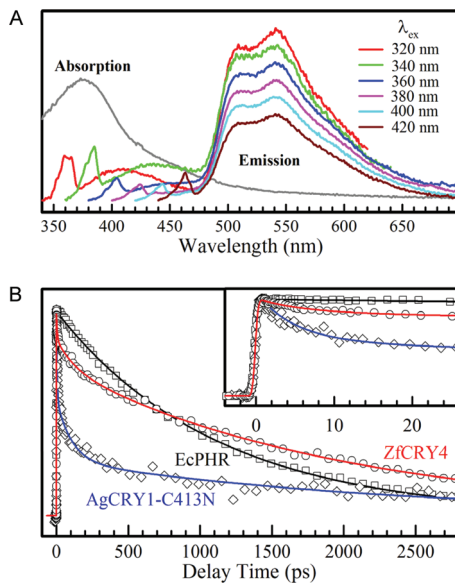 A
Absorption
λex
320 nm
340 nm
360 nm
380 nm
400 nm
420 nm
Emission
350 400 450 500 550 600 650
Wavelength (nm)
B
0 10 20
EcPHR
ZfCRY4
AgCRY1-C413N
0 500 1000 1500 2000 2500
Delay Time (ps)